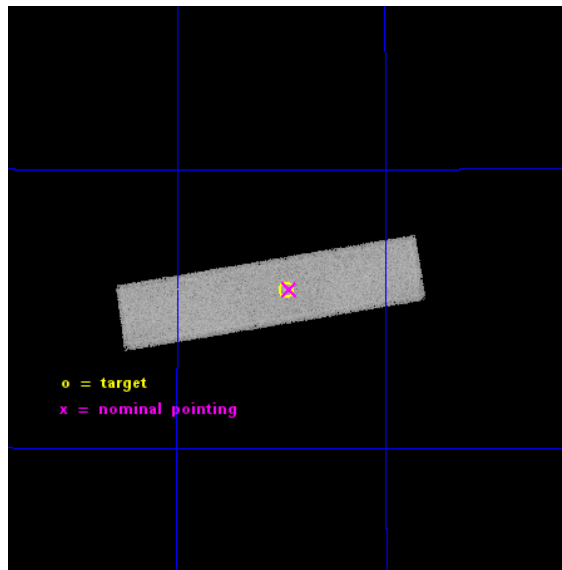 o = target
x = nominal pointing